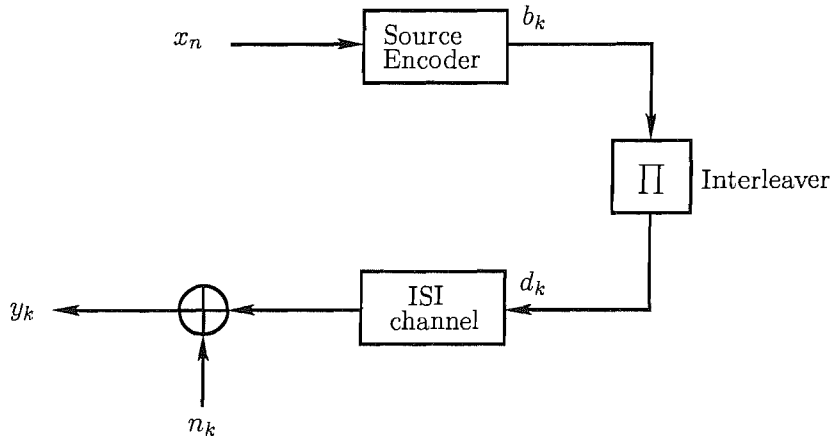 x_n
Source
Encoder
b_k
∏
Interleaver
d_k
ISI
channel
y_k
n_k